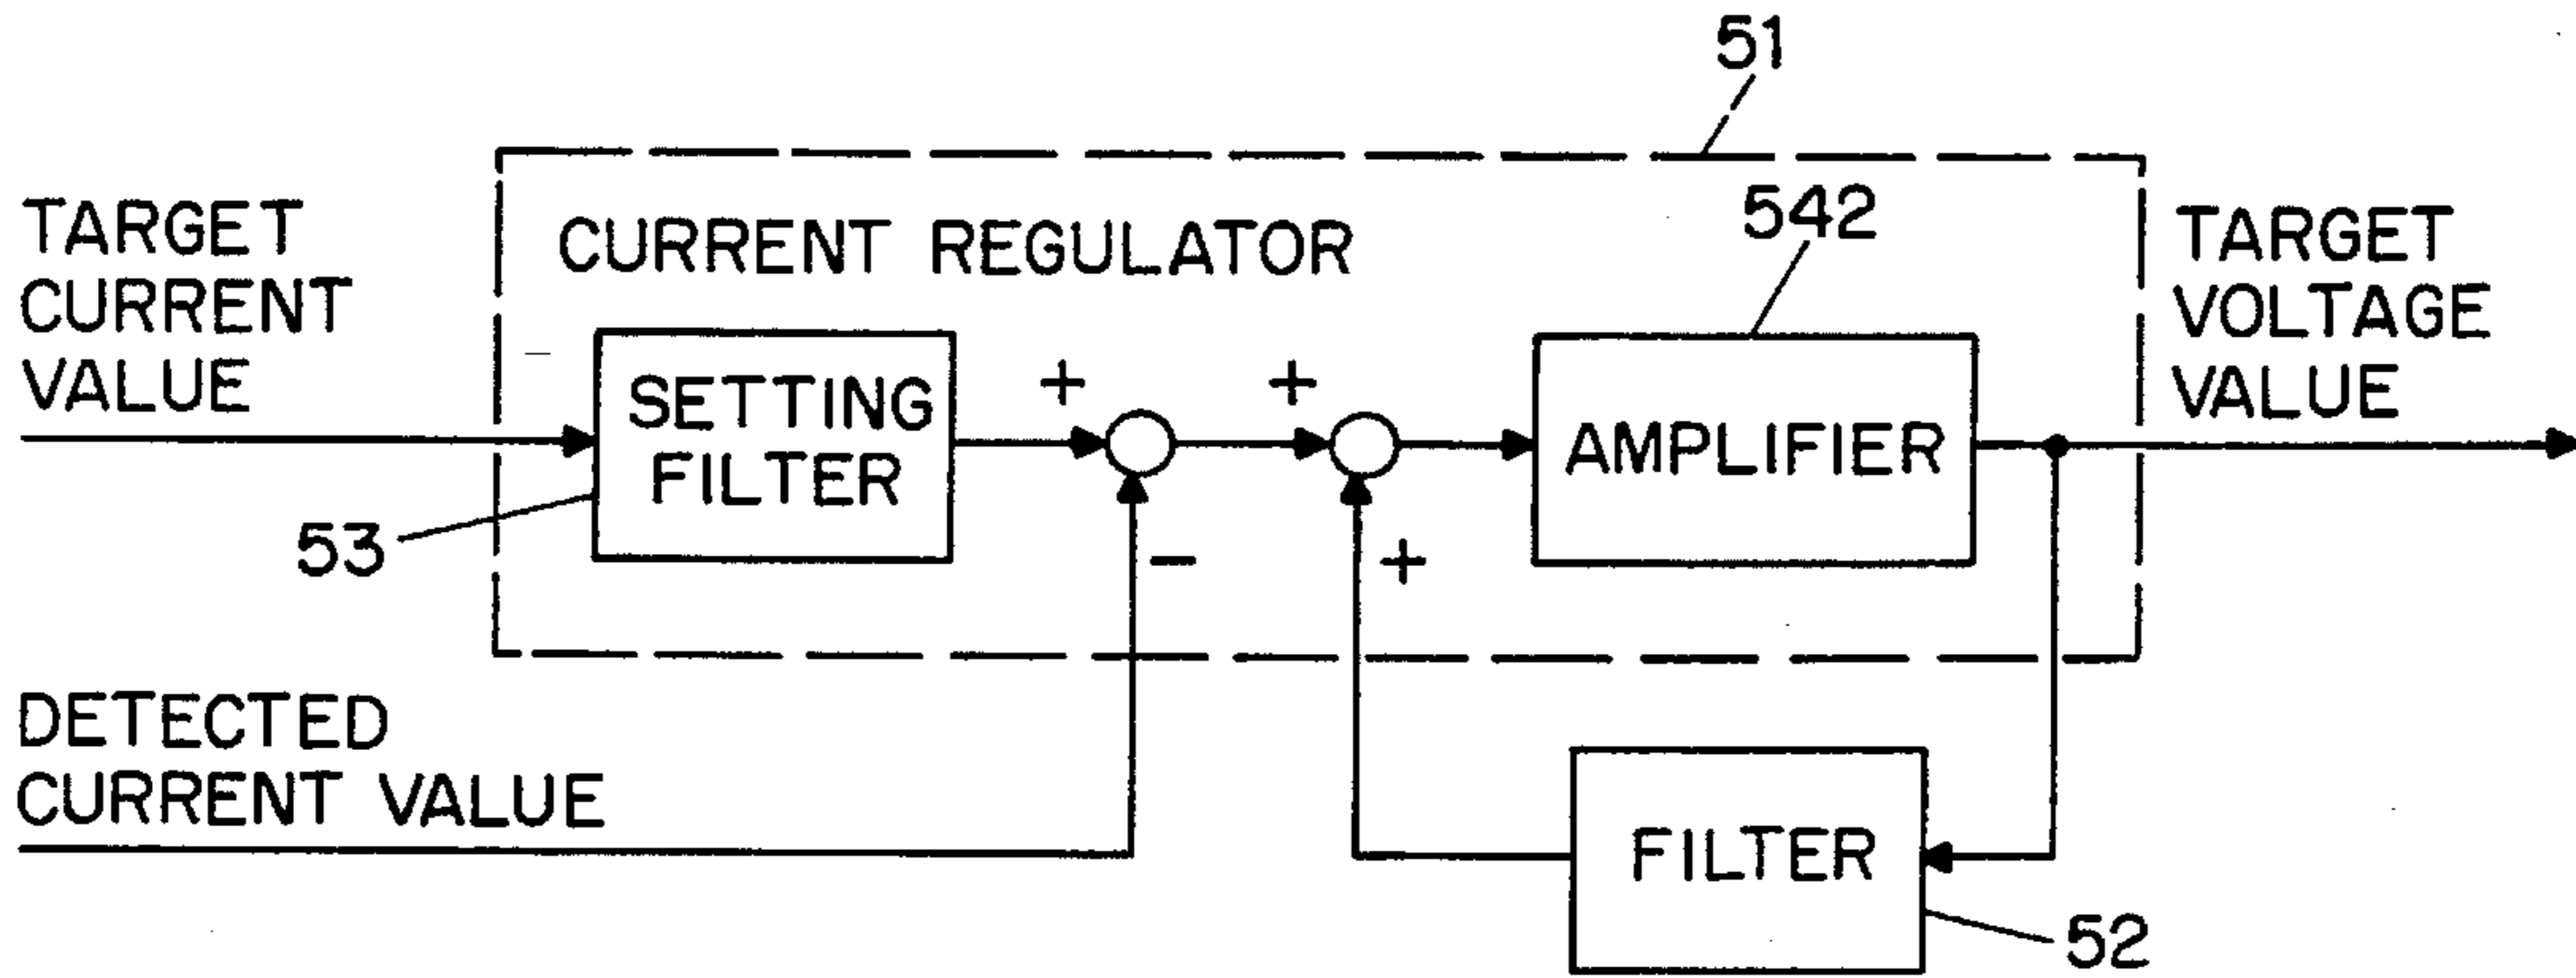 51
TARGET
CURRENT
VALUE
CURRENT REGULATOR
542
TARGET
VOLTAGE
VALUE
SETTING
FILTER
+
+
AMPLIFIER
53
−
+
DETECTED
CURRENT VALUE
FILTER
52